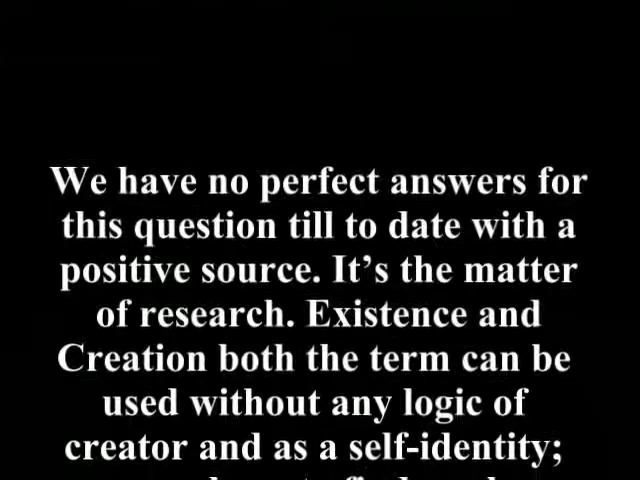 We have no perfect answers for
this question till to date with a
positive source. It’s the matter
of research. Existence and
Creation both the term can be
used without any logic of
creator and as a self-identity;